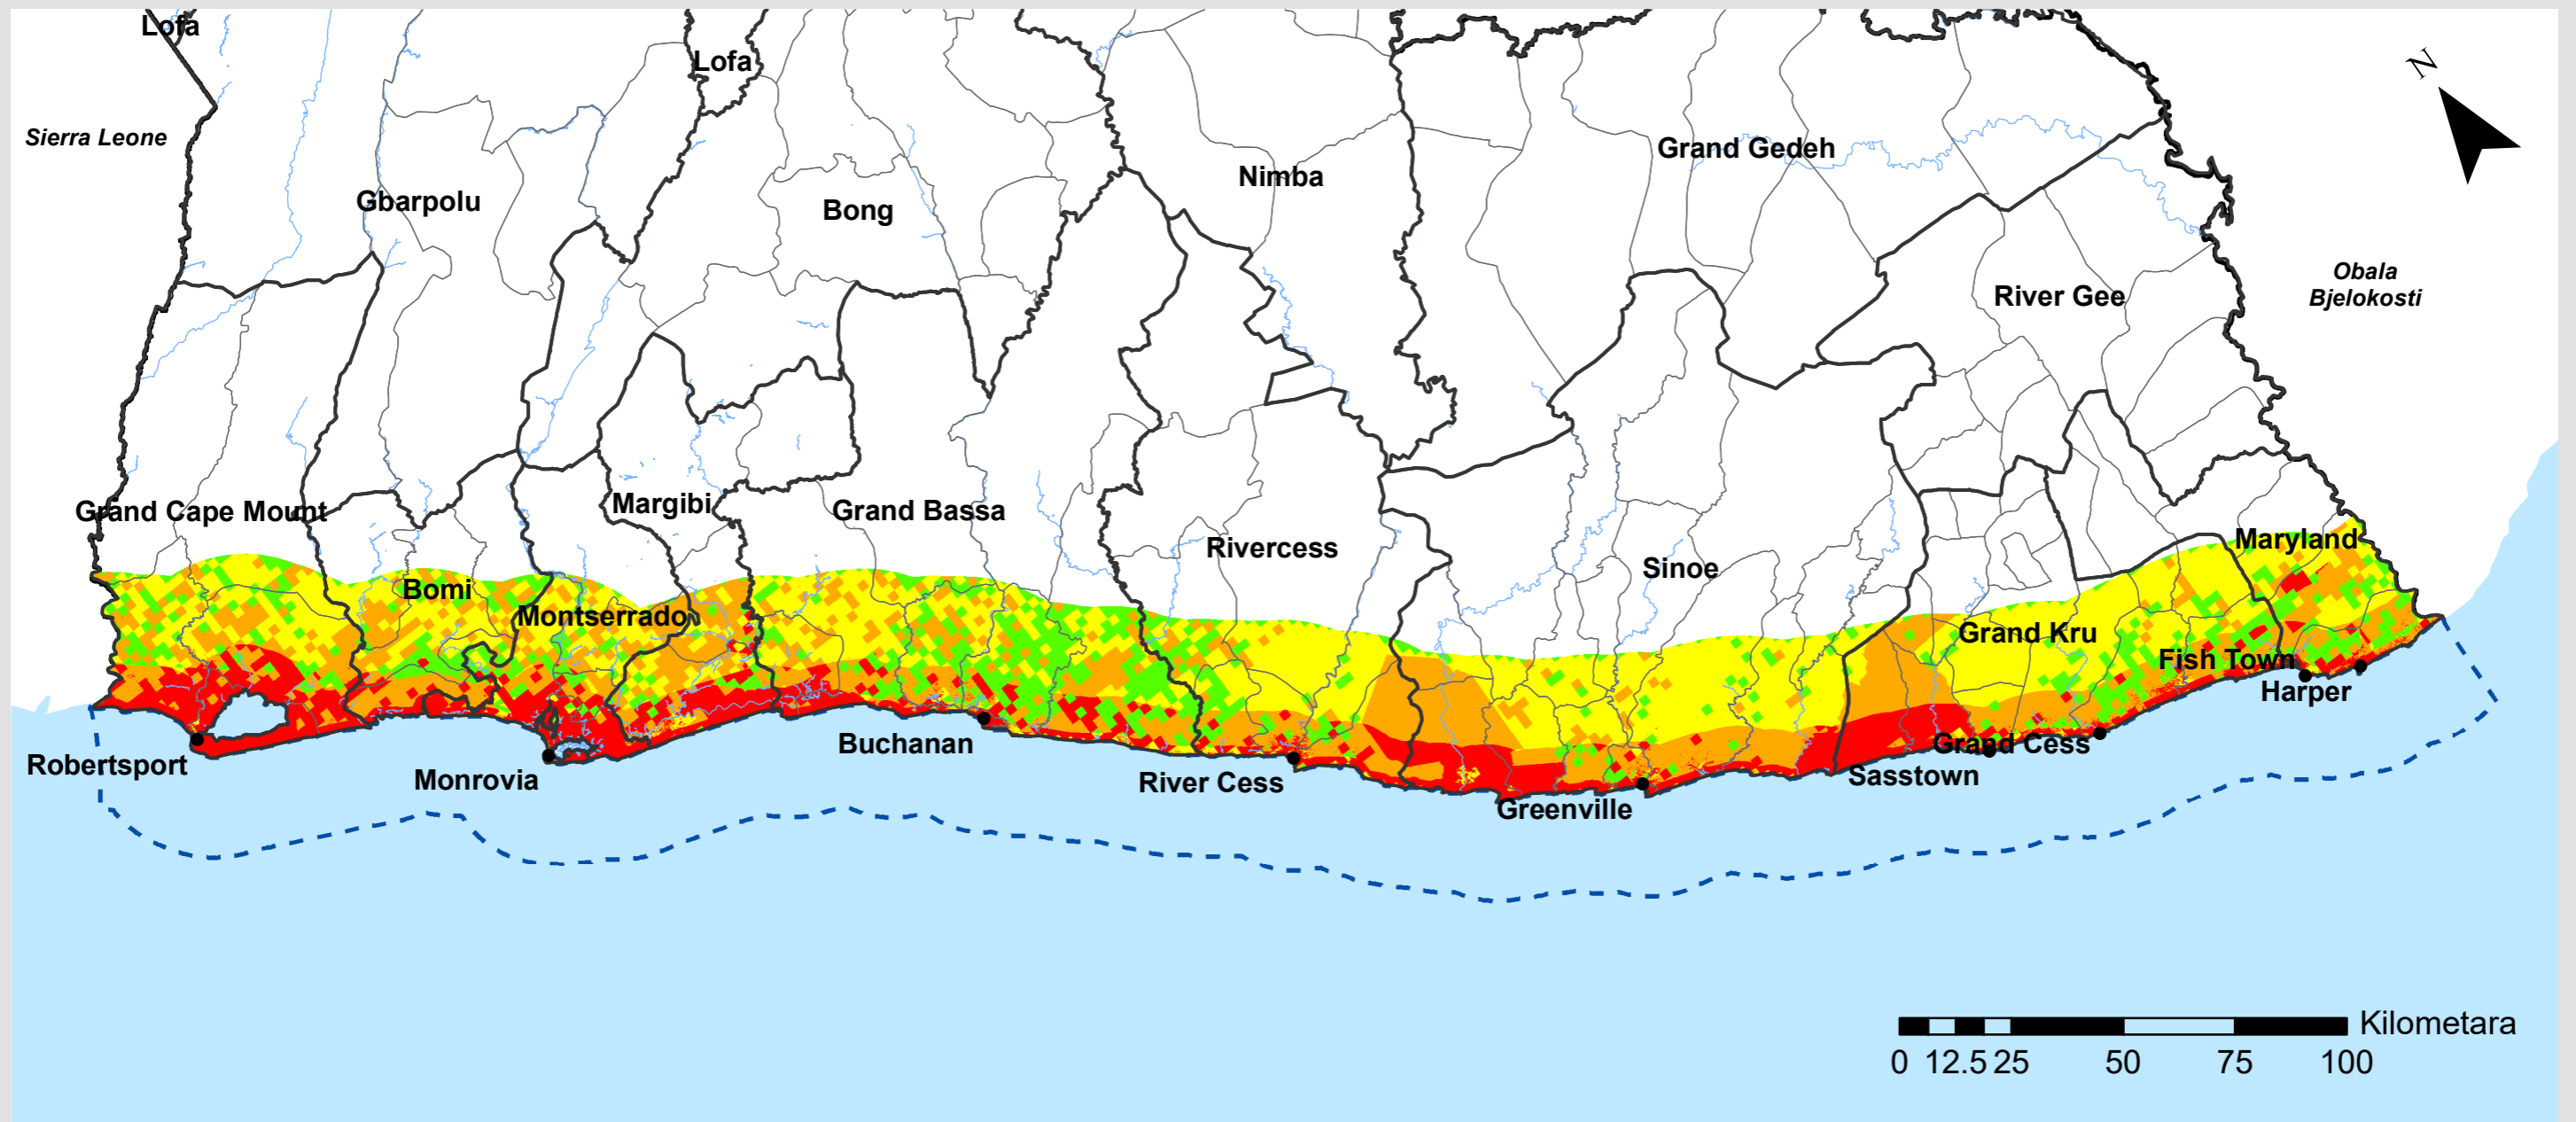 Lofa
Lofa
N
Sierra Leone
Grand Gedeh
Nimba
Gbarpolu
Bong
Obala
Bjelokosti
River Gee
Grand Cape Mount
Margibi
Grand Bassa
Rivercess
Sinoe
Maryland
Bomi
Montserrado
Grand Kru
Fish Town
Harper
Robertsport
Monrovia
Buchanan
River Cess
Greenville
Grand Cess
Sasstown
Kilometara
0 12.5 25 50 75 100